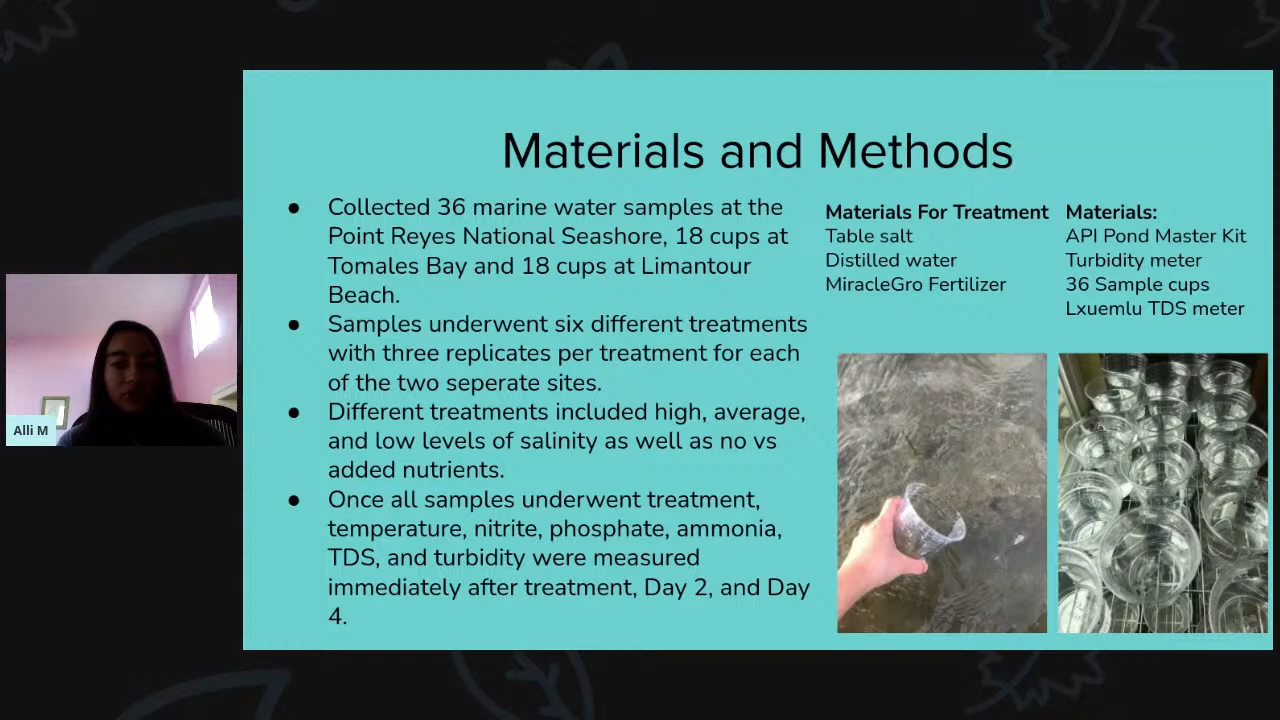 Materials and Methods
● Collected 36 marine water samples at the
Point Reyes National Seashore, 18 cups at
Tomales Bay and 18 cups at Limantour
Beach.
● Samples underwent six different treatments
with three replicates per treatment for each
of the two seperate sites.
● Different treatments included high, average,
and low levels of salinity as well as no vs
added nutrients.
● Once all samples underwent treatment,
temperature, nitrite, phosphate, ammonia,
TDS, and turbidity were measured
immediately after treatment, Day 2, and Day
4.
Materials For Treatment
Table salt
Distilled water
MiracleGro Fertilizer
Materials:
API Pond Master Kit
Turbidity meter
36 Sample cups
Lxuemlu TDS meter
Alli M